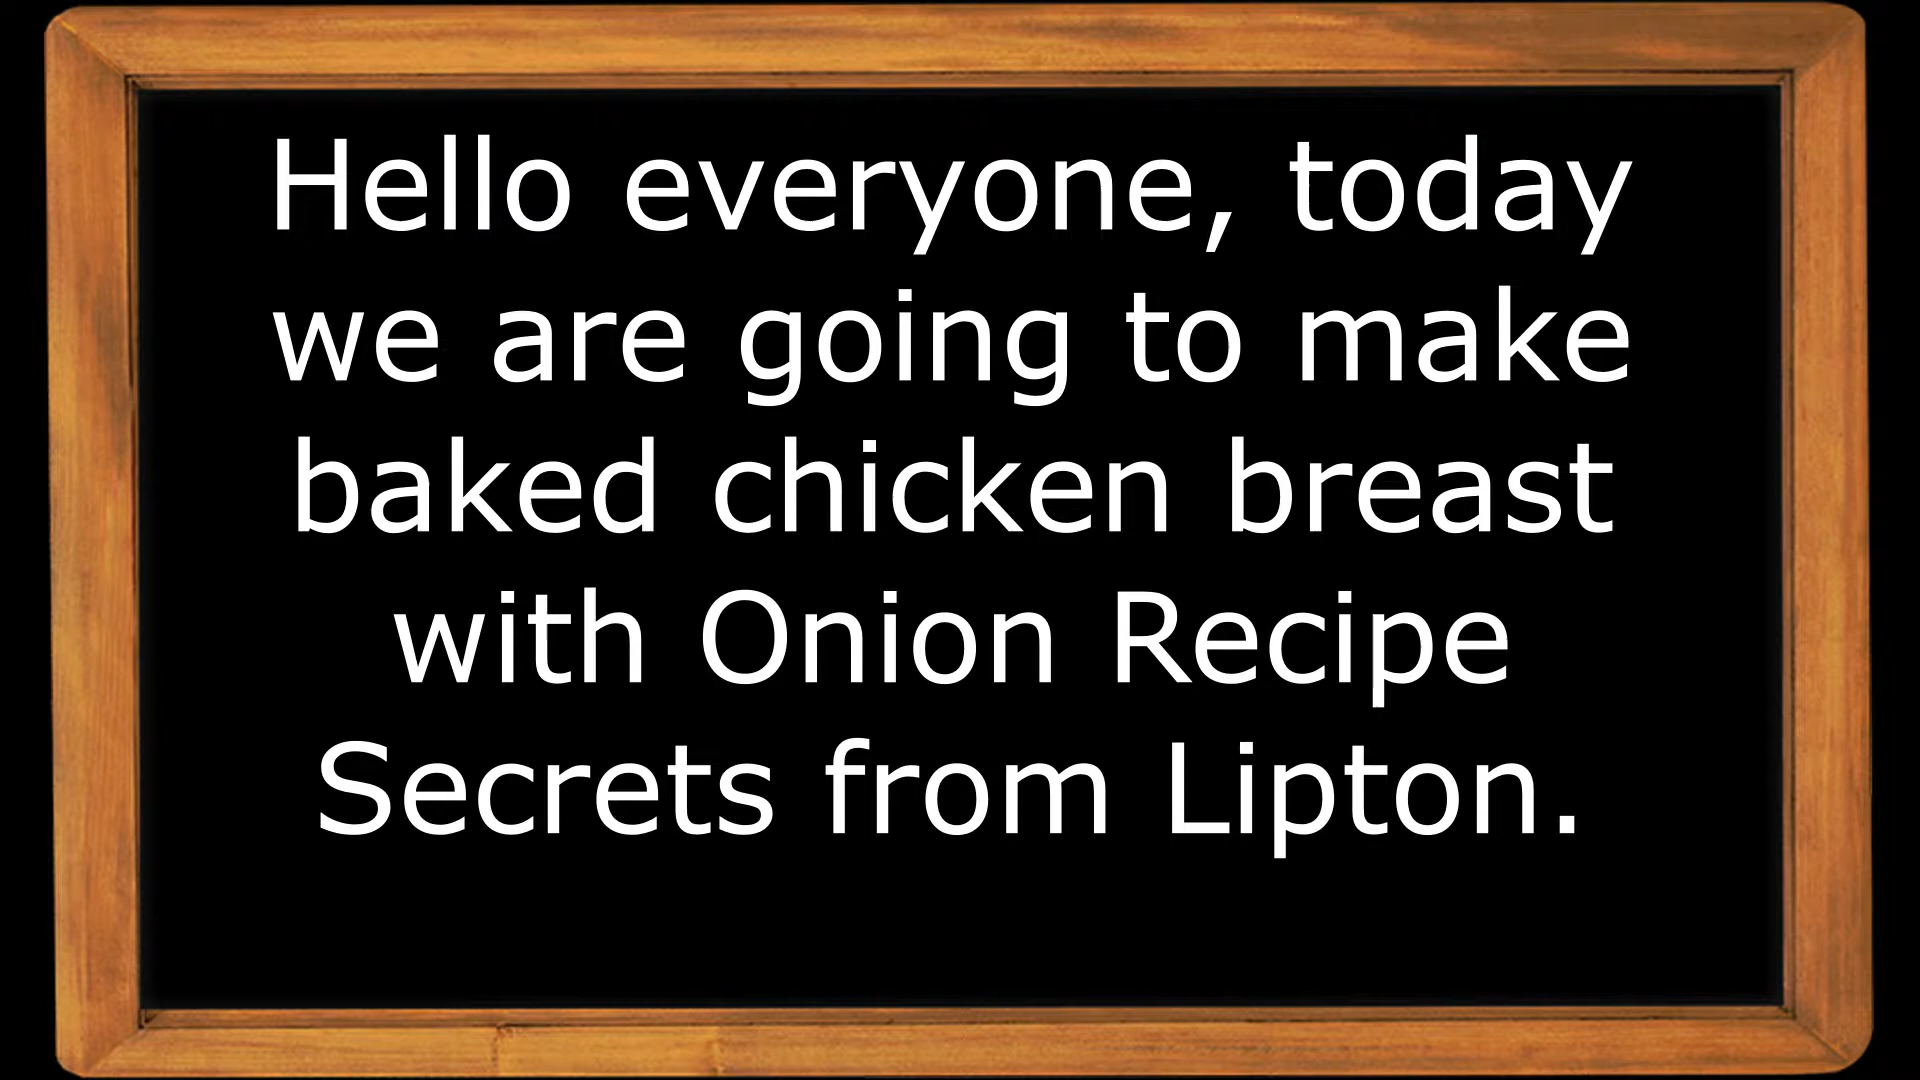 Hello everyone, today
we are going to make
baked chicken breast
with Onion Recipe
Secrets from Lipton.